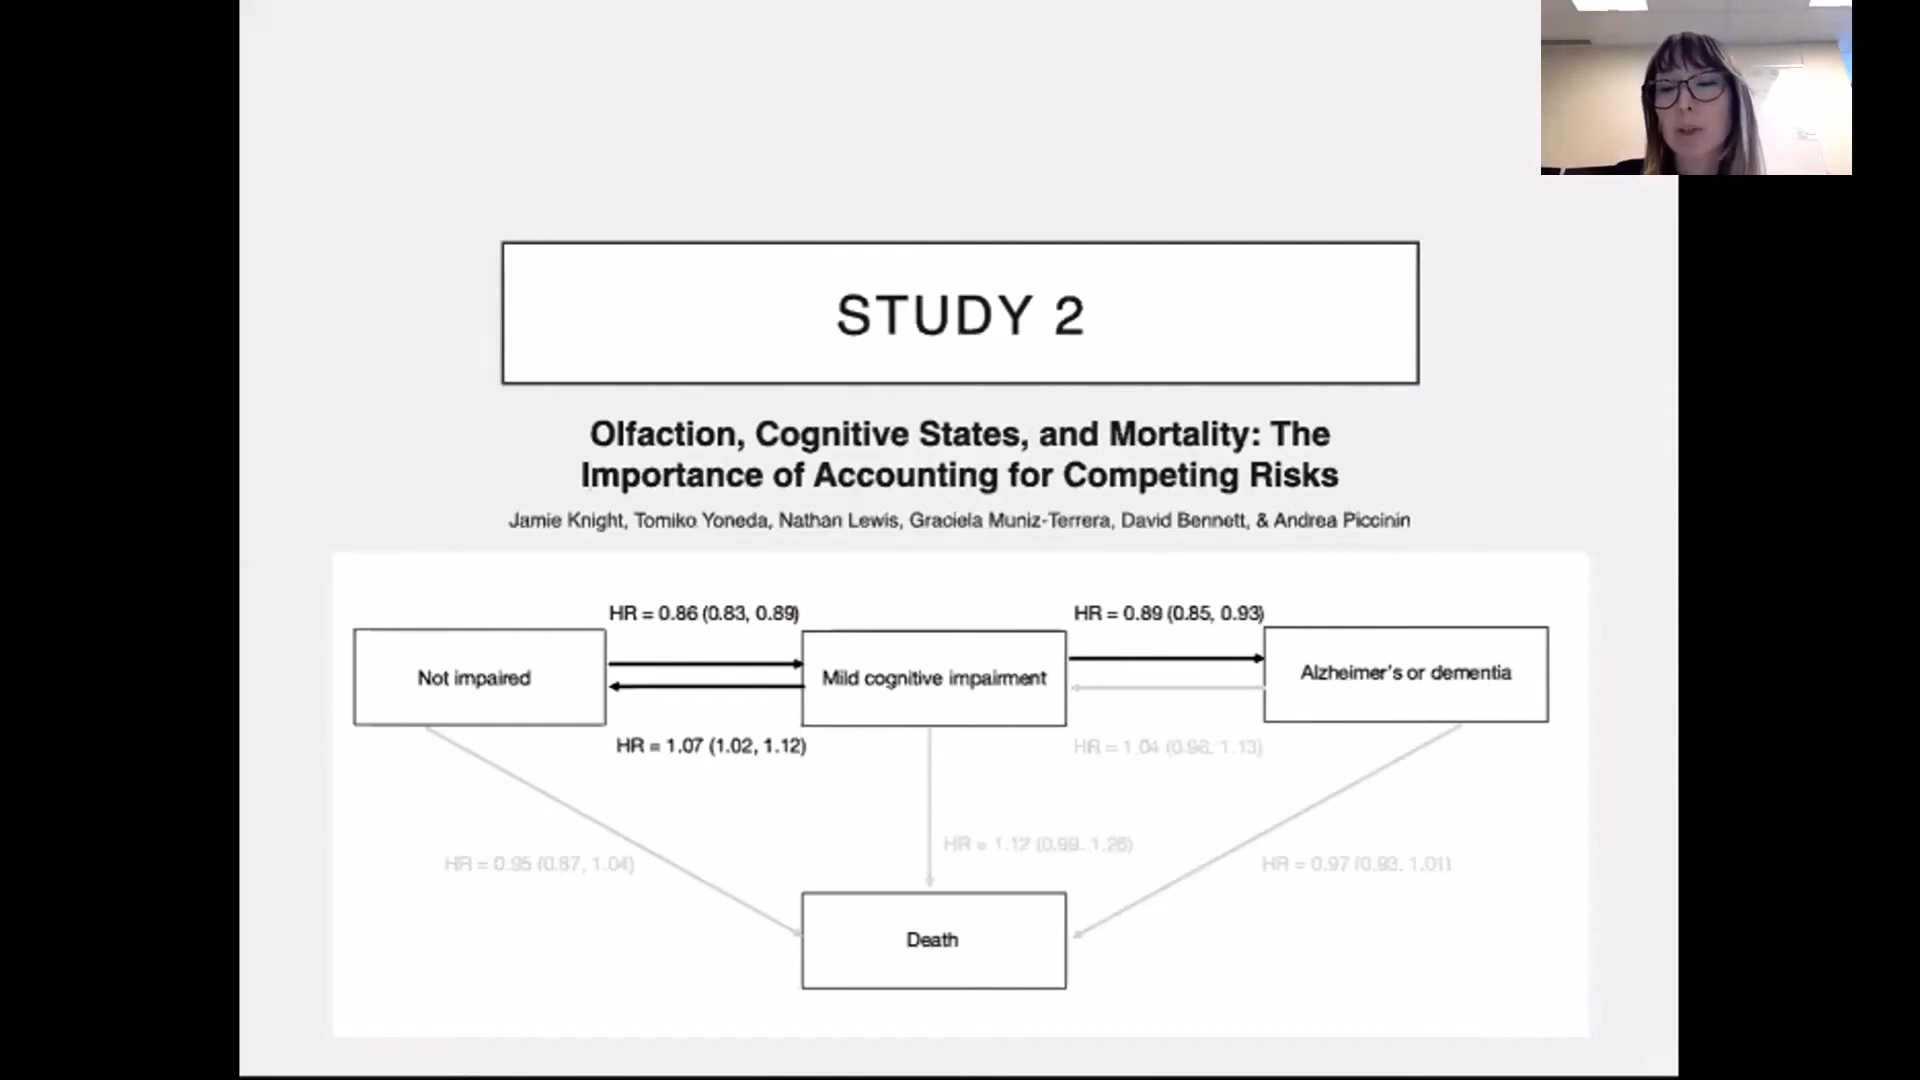 STUDY 2
Olfaction, Cognitive States, and Mortality: The
Importance of Accounting for Competing Risks
Jamie Knight, Tomiko Yoneda, Nathan Lewis, Graciela Muniz-Terrera, David Bennett, & Andrea Piccinin
HR = 0.86 (0.83, 0.89)
HR = 0.89 (0.85, 0.93)
Not impaired
Mild cognitive impairment
Alzheimer's or dementia
HR = 1.07 (1.02, 1.12)
HR = 1.04 (0.96, 1.13)
HR = 1.12 (0.99, 1.26)
HR = 0.95 (0.87, 1.04)
HR = 0.97 (0.93, 1.01)
Death